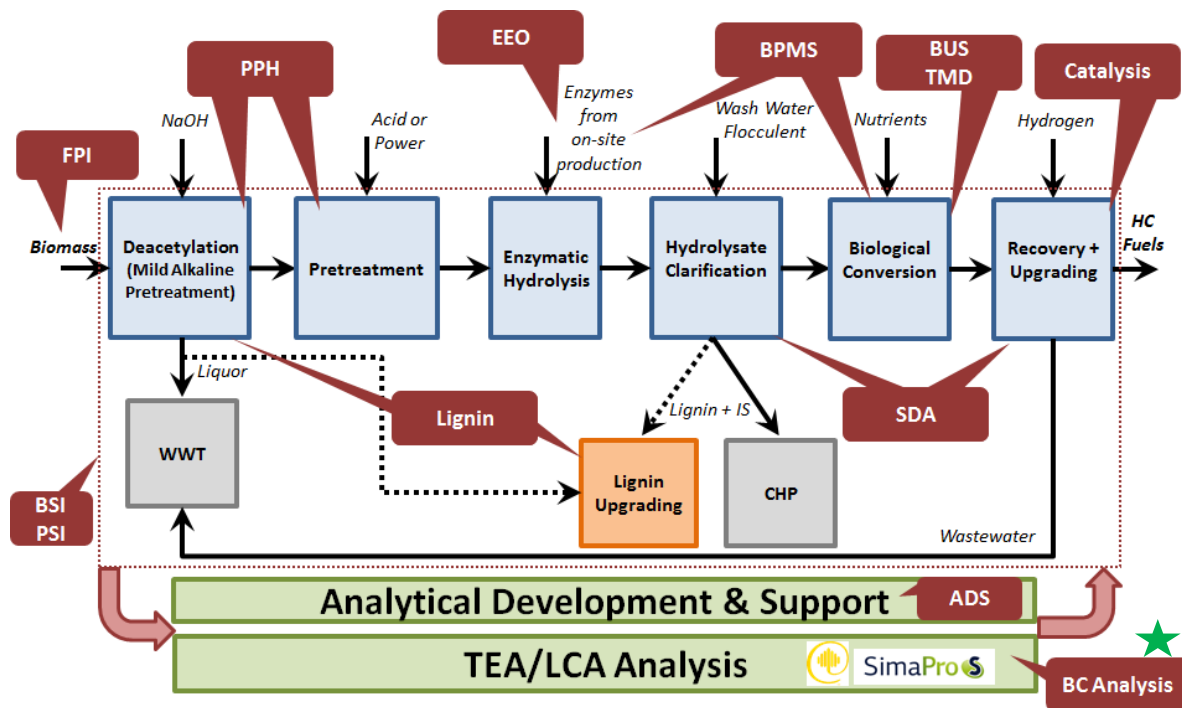 EEO
BPMS
BUS
TMD
PPH
Catalysis
FPI
NaOH
Acid or
Power
Enzymes
from
on-site
production
Wash Water
Flocculent
Nutrients
Hydrogen
Biomass
Deacetylation
(Mild Alkaline
Pretreatment)
Pretreatment
Enzymatic
Hydrolysis
Hydrolysate
Clarification
Biological
Conversion
Recovery +
Upgrading
HC
Fuels
Liquor
Lignin
Lignin + IS
SDA
WWT
Lignin
Upgrading
CHP
BSI
PSI
Wastewater
Analytical Development & Support
ADS
TEA/LCA Analysis
SimaPro S
BC Analysis